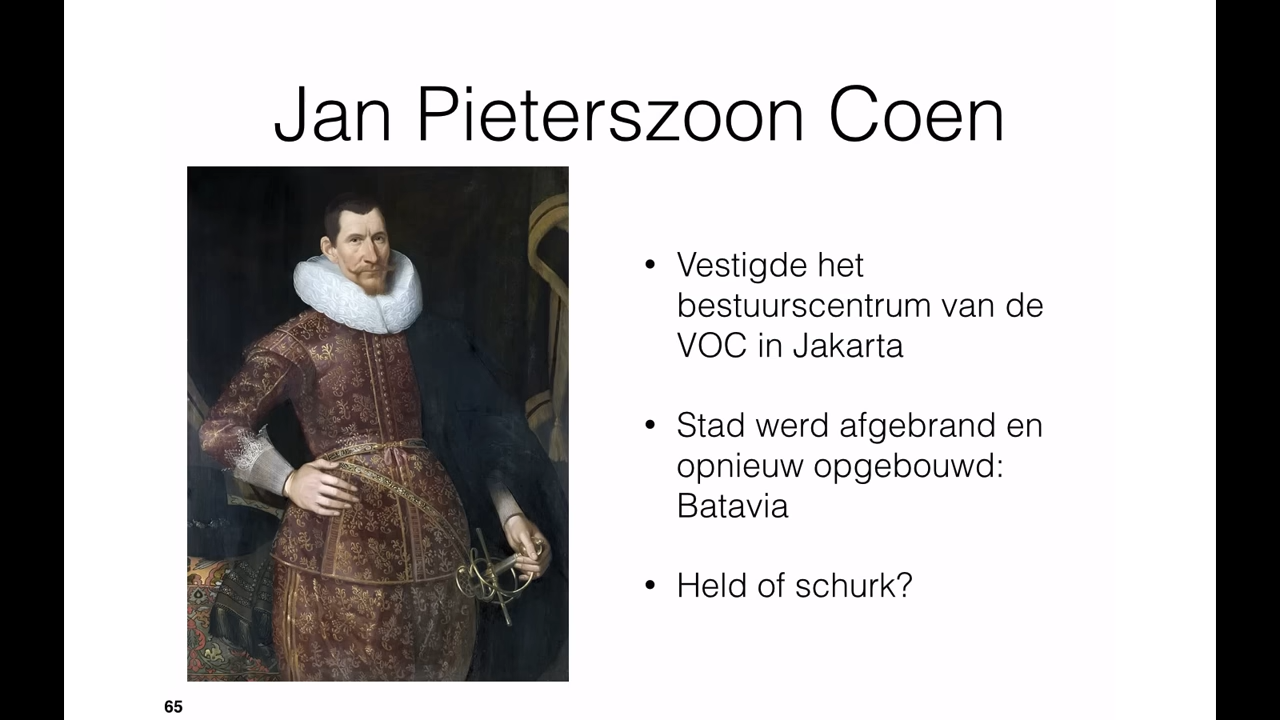 Jan Pieterszoon Coen
• Vestigde het
bestuurscentrum van de
VOC in Jakarta
• Stad werd afgebrand en
opnieuw opgebouwd:
Batavia
• Held of schurk?
65